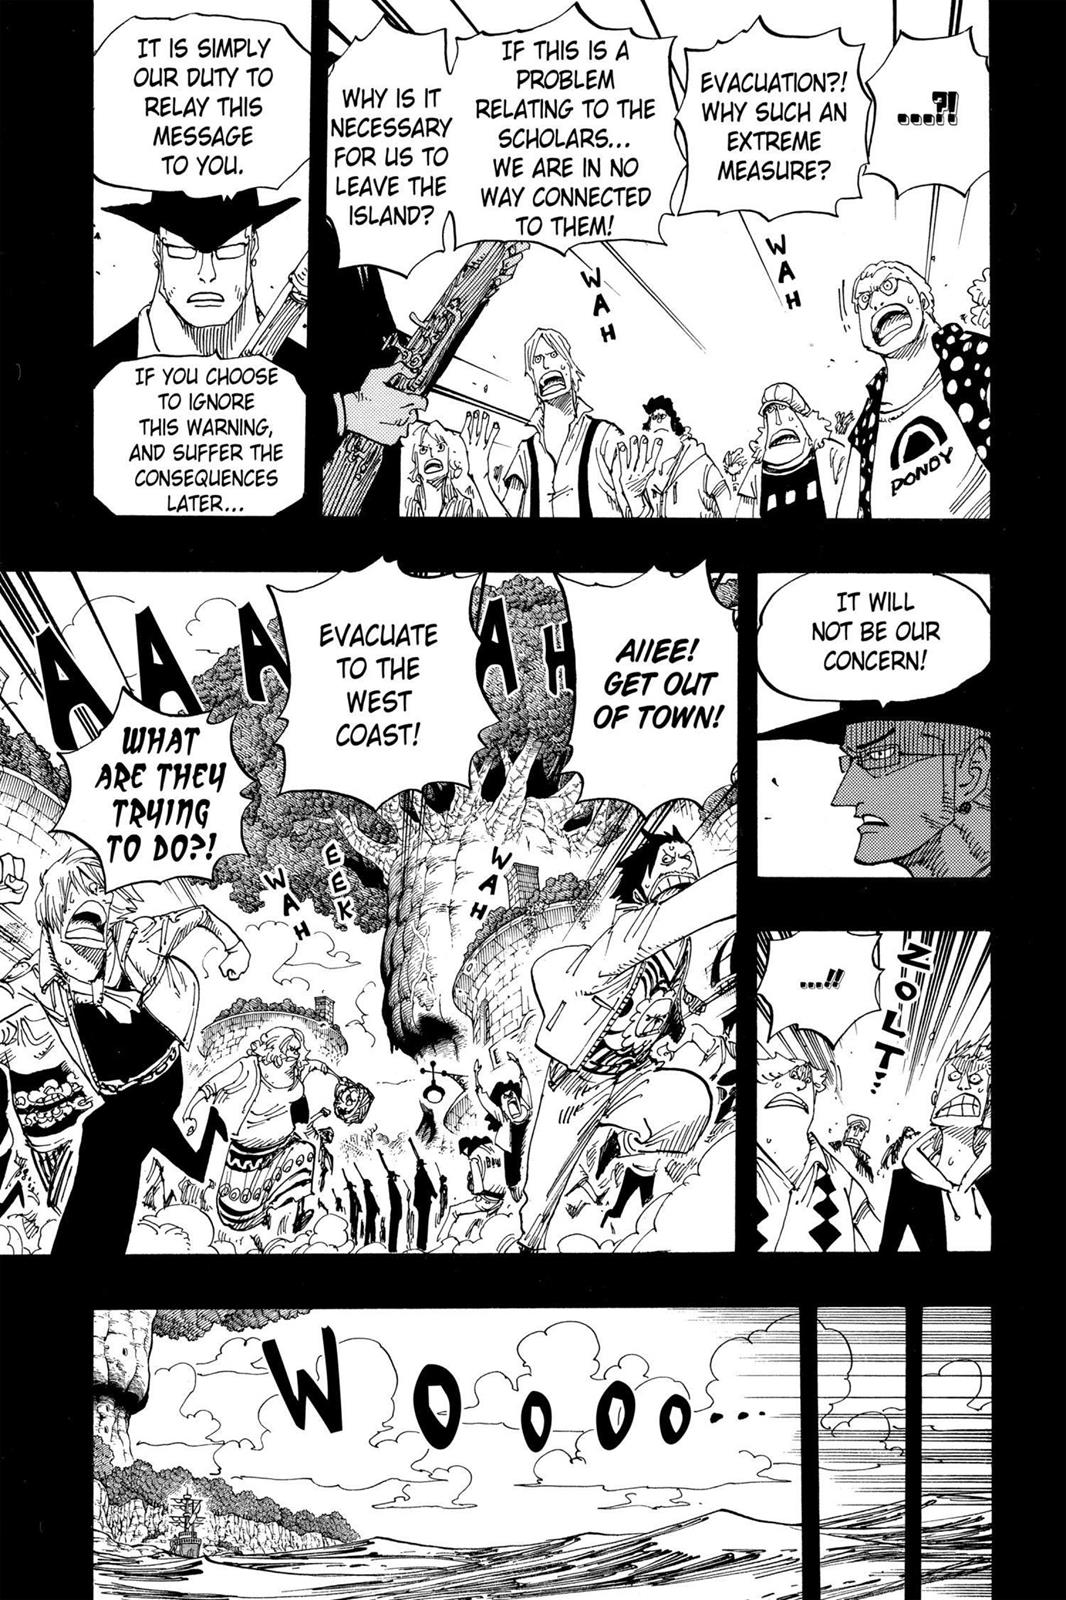 ....?!
EVACUATION?!
WHY SUCH AN
EXTREME
MEASURE?
IF THIS IS A
PROBLEM
RELATING TO THE
SCHOLARS...
WE ARE IN NO
WAY CONNECTED
TO THEM!
WHY IS IT
NECESSARY
FOR US TO
LEAVE THE
ISLAND?
WAH
WAH
PONDY
IT IS SIMPLY
OUR DUTY TO
RELAY THIS
MESSAGE
TO YOU.
IF YOU CHOOSE
TO IGNORE
THIS WARNING,
AND SUFFER THE
CONSEQUENCES
LATER...
IT WILL
NOT BE OUR
CONCERN!
...!!
N-O-L-T...
AIIEE!
GET OUT
OF TOWN!
EVACUATE
TO THE
WEST
COAST!
AAAAH
WHAT
ARE THEY
TRYING
TO DO?!
WAH
EEK
WAH
WOOOO...